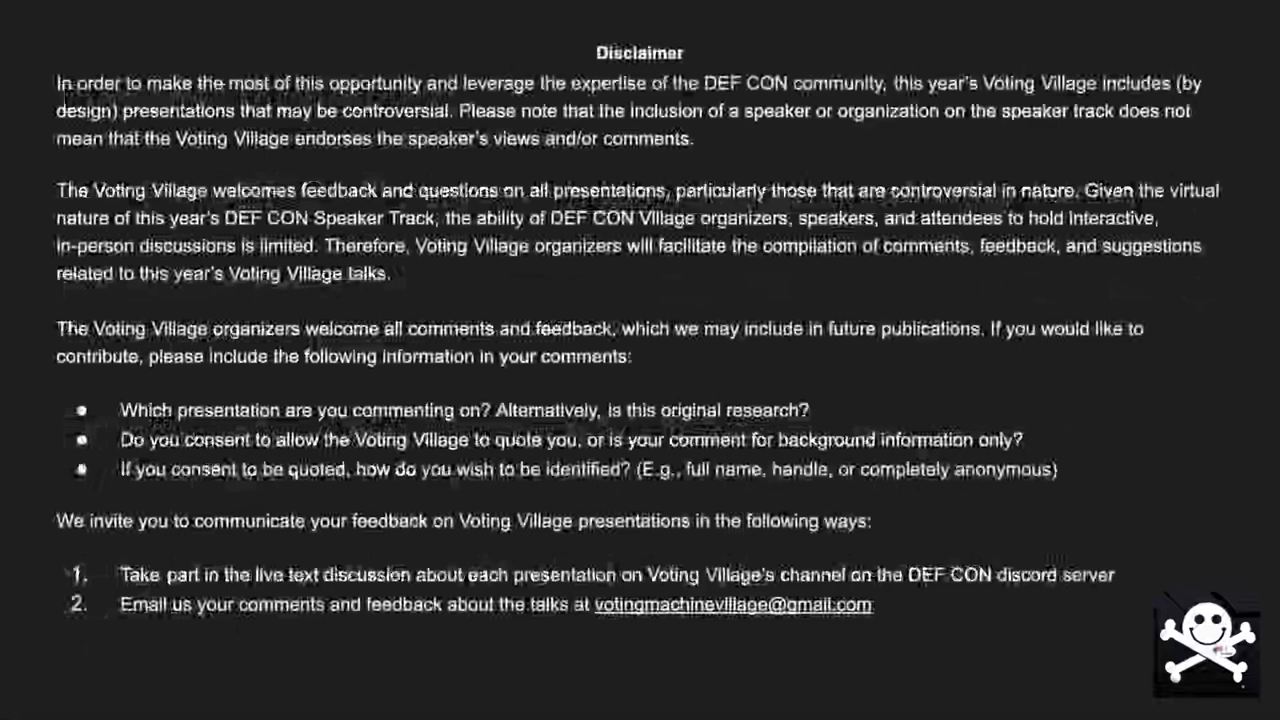 Disclaimer
In order to make the most of this opportunity and leverage the expertise of the DEF CON community, this year's Voting Village includes (by
design) presentations that may be controversial. Please note that the inclusion of a speaker or organization on the speaker track does not
mean that the Voting Village endorses the speaker's views and/or comments.
The Voting Village welcomes feedback and questions on all presentations, particularly those that are controversial in nature. Given the virtual
nature of this year's DEF CON Speaker Track, the ability of DEF CON Village organizers, speakers, and attendees to hold interactive,
in-person discussions is limited. Therefore, Voting Village organizers will facilitate the compilation of comments, feedback, and suggestions
related to this year's Voting Village talks.
The Voting Village organizers welcome all comments and feedback, which we may include in future publications. If you would like to
contribute, please include the following information in your comments:
● Which presentation are you commenting on? Alternatively, is this original research?
● Do you consent to allow the Voting Village to quote you, or is your comment for background information only?
● If you consent to be quoted, how do you wish to be identified? (E.g., full name, handle, or completely anonymous)
We invite you to communicate your feedback on Voting Village presentations in the following ways:
1. Take part in the live text discussion about each presentation on Voting Village's channel on the DEF CON discord server
2. Email us your comments and feedback about the talks at votingmachinevillage@gmail.com